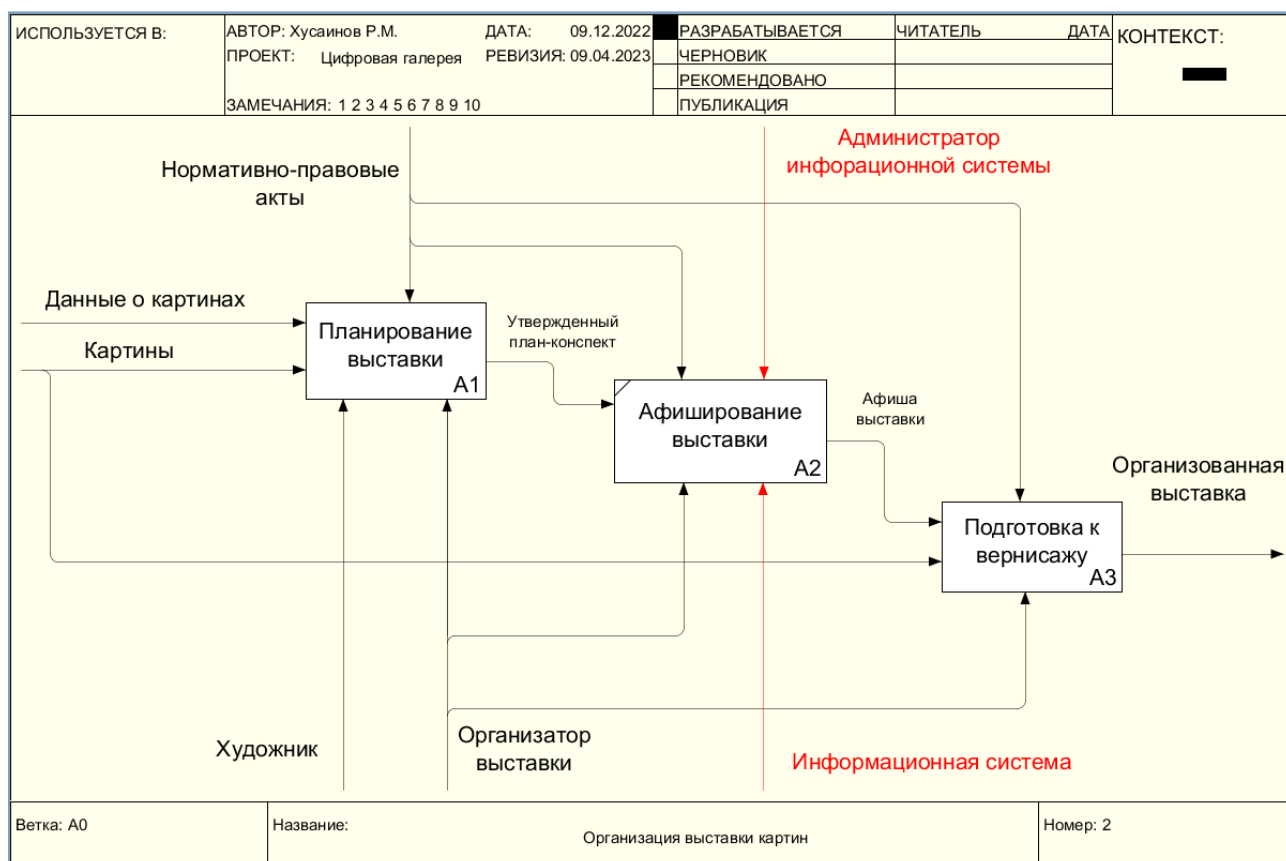 ИСПОЛЬЗУЕТСЯ В:
АВТОР: Хусаинов Р.М.
ДАТА: 09.12.2022
ПРОЕКТ: Цифровая галерея
РЕВИЗИЯ: 09.04.2023
ЗАМЕЧАНИЯ: 1 2 3 4 5 6 7 8 9 10
РАЗРАБАТЫВАЕТСЯ
ЧЕРНОВИК
РЕКОМЕНДОВАНО
ПУБЛИКАЦИЯ
ЧИТАТЕЛЬ
ДАТА
КОНТЕКСТ:
Администратор
инфорационной системы
Нормативно-правовые
акты
Данные о картинах
Картины
Планирование
выставки
A1
Утвержденный
план-конспект
Афиширование
выставки
A2
Афиша
выставки
Подготовка к
вернисажу
A3
Организованная
выставка
Художник
Организатор
выставки
Информационная система
Ветка: A0
Название:
Организация выставки картин
Номер: 2